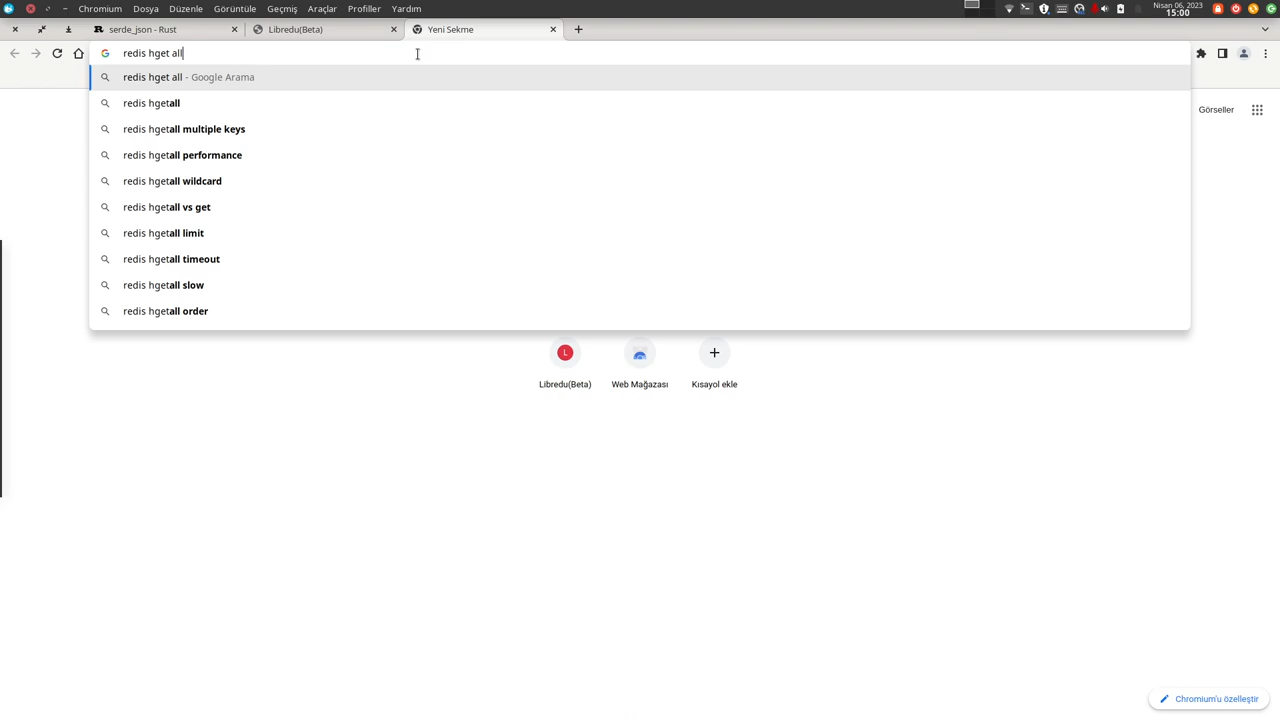 Chromium Dosya Düzenle Görüntüle Geçmiş Araçlar Profiller Yardım
Nisan 06, 2023
15:00
serde_json - Rust
Libredu(Beta)
Yeni Sekme
redis hget all
redis hget all - Google Arama
redis hgetall
redis hgetall multiple keys
redis hgetall performance
redis hgetall wildcard
redis hgetall vs get
redis hgetall limit
redis hgetall timeout
redis hgetall slow
redis hgetall order
Görseller
L
Libredu(Beta)
Web Mağazası
Kısayol ekle
Chromium'u özelleştir